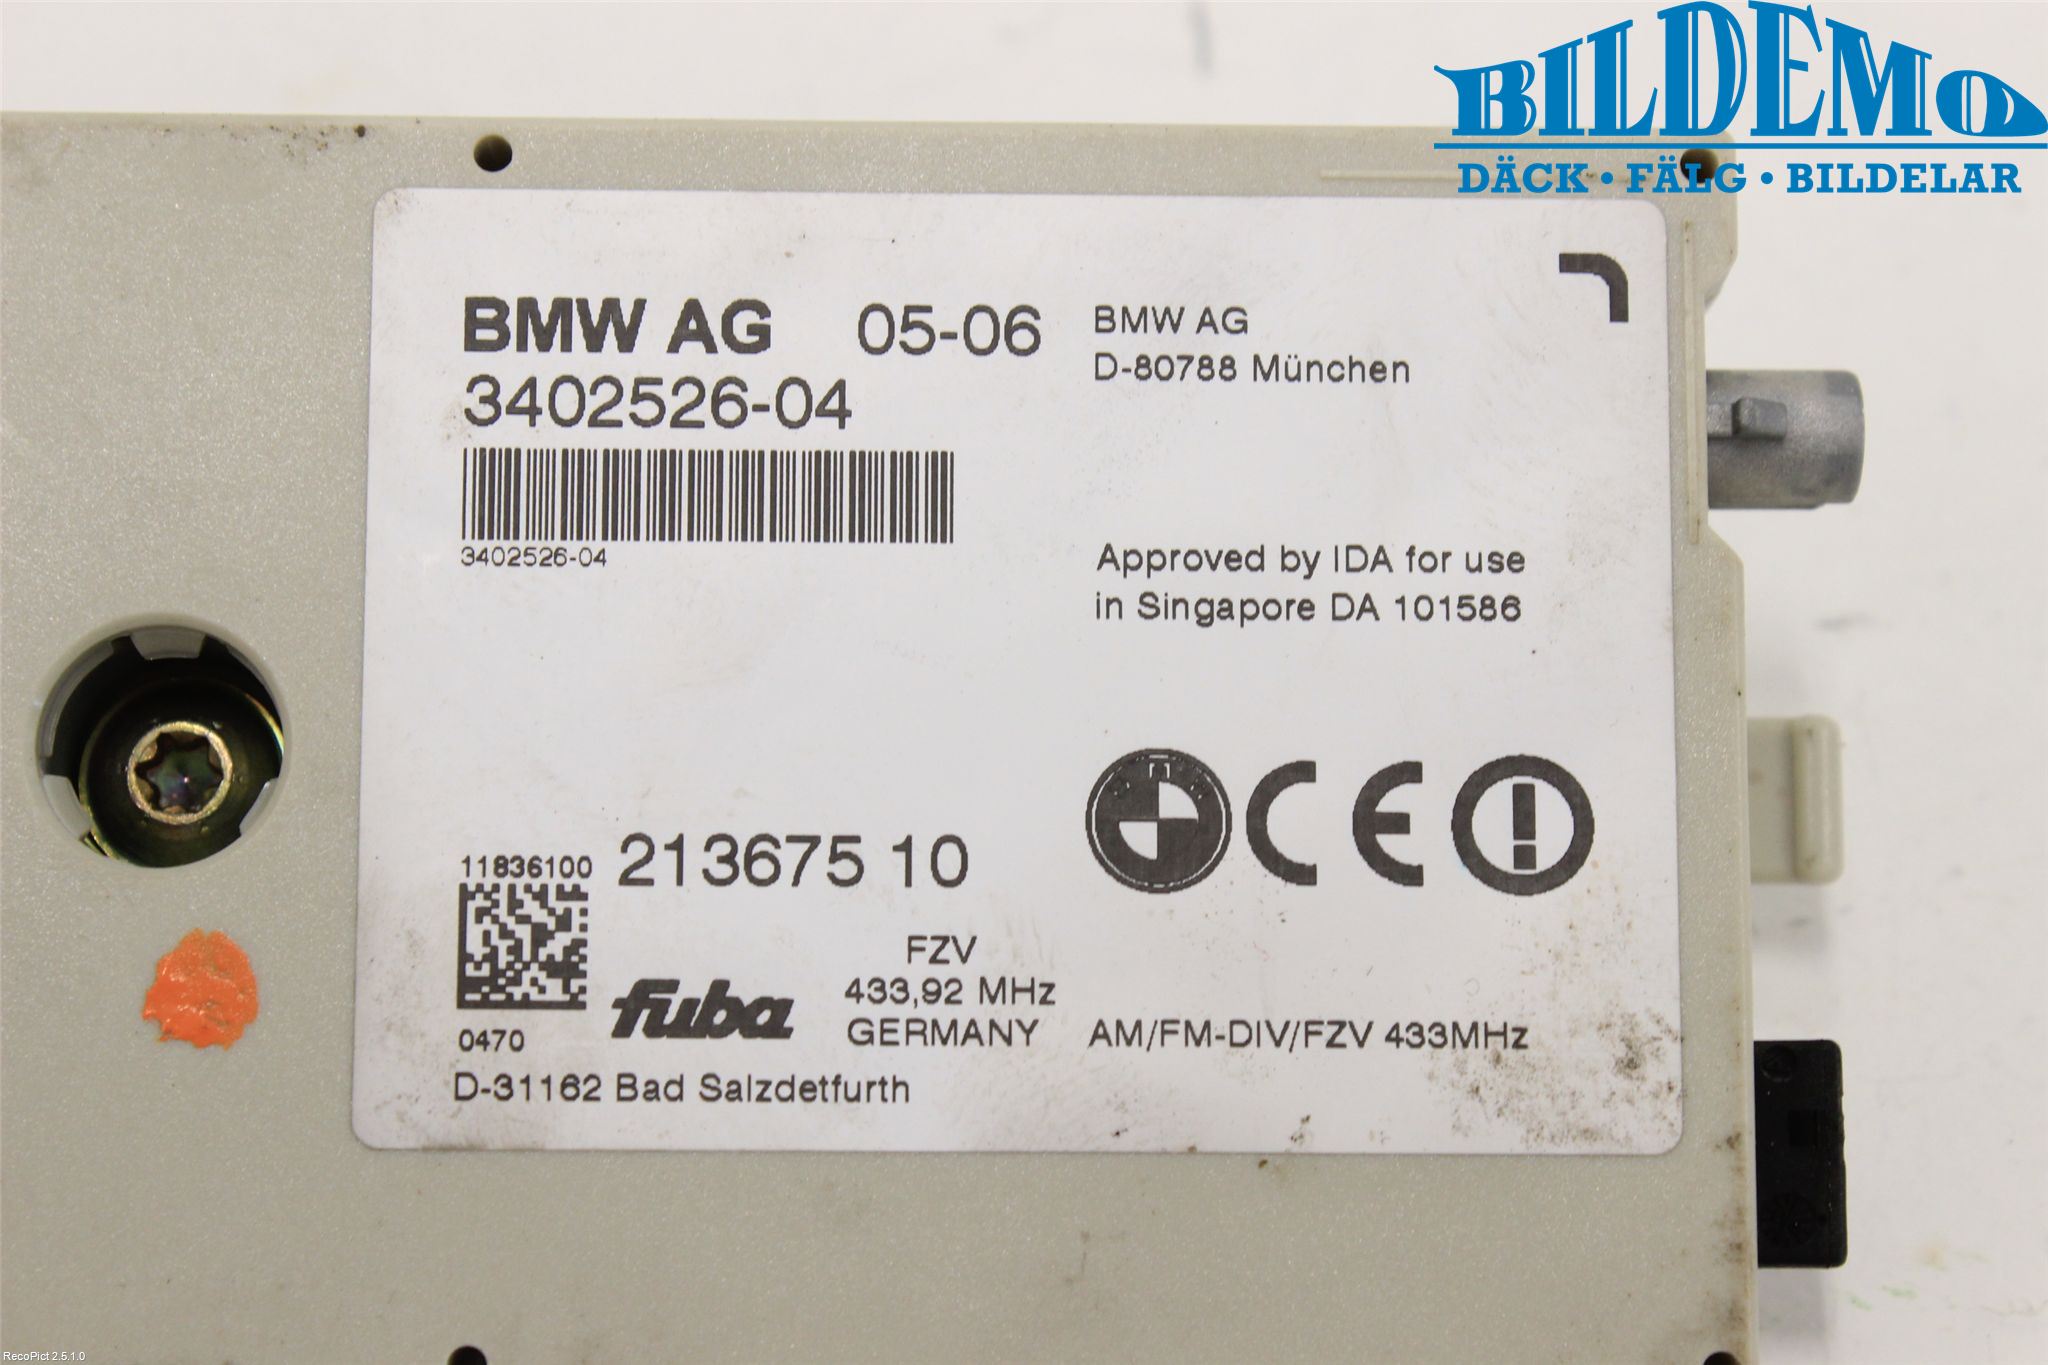 BILDEMO
DÄCK • FÄLG • BILDELAR
BMW AG 05-06
3402526-04
3402526-04
BMW AG
D-80788 München
Approved by IDA for use
in Singapore DA 101586
CE
11836100 213675 10
0470
fuba
FZV
433,92 MHz
GERMANY
AM/FM-DIV/FZV 433MHz
D-31162 Bad Salzdetfurth
RecoPict 2.5.1.0